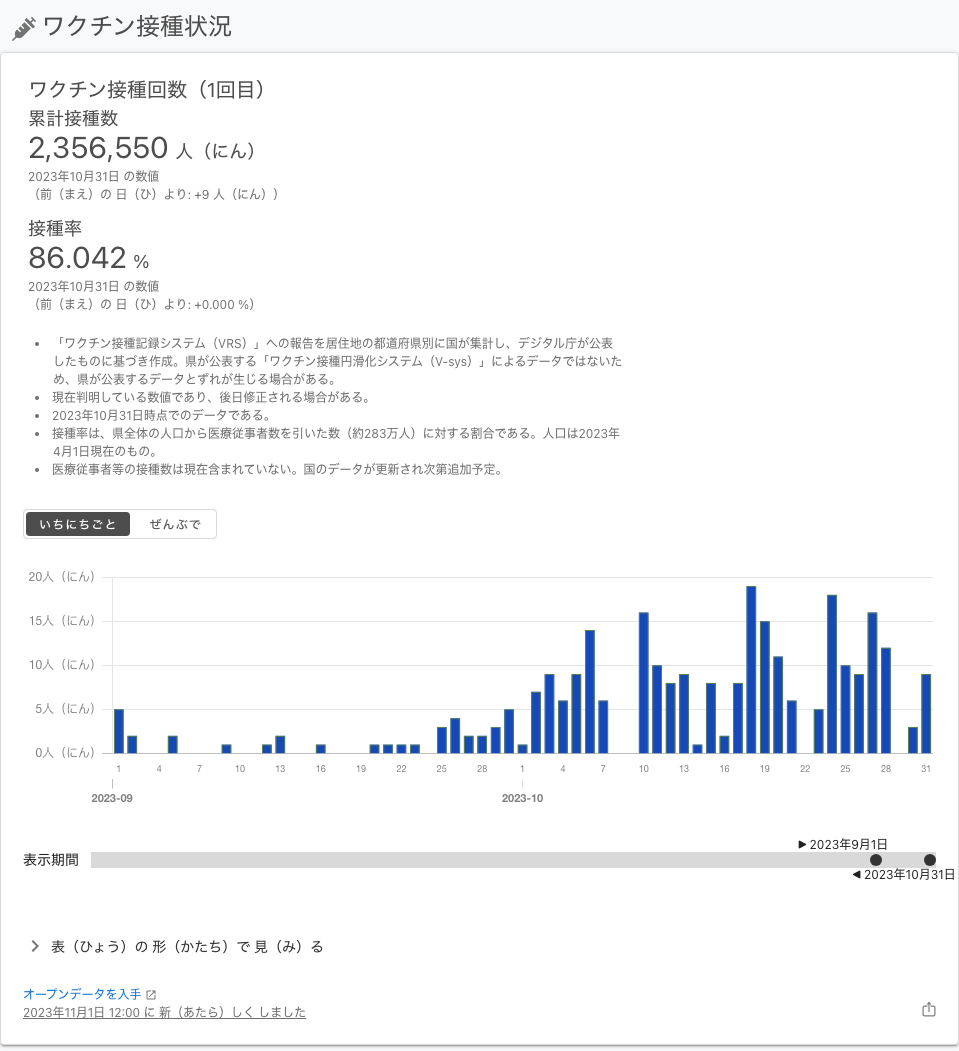 ワクチン接種状況
ワクチン接種回数（1回目）
累計接種数
2,356,550 人（にん）
2023年10月31日 の数値
（前（まえ）の 日（ひ）より: +9 人（にん））
接種率
86.042 %
2023年10月31日 の数値
（前（まえ）の 日（ひ）より: +0.000 %）
• 「ワクチン接種記録システム（VRS）」への報告を居住地の都道府県別に国が集計し、デジタル庁が公表
したものに基づき作成。県が公表する「ワクチン接種円滑化システム（V-sys）」によるデータではないた
め、県が公表するデータとずれが生じる場合がある。
• 現在判明している数値であり、後日修正される場合がある。
• 2023年10月31日時点でのデータである。
• 接種率は、県全体の人口から医療従事者数を引いた数（約283万人）に対する割合である。人口は2023年
4月1日現在のもの。
• 医療従事者等の接種数は現在含まれていない。国のデータが更新され次第追加予定。
いちにちごと ぜんぶで
20人（にん）
15人（にん）
10人（にん）
5人（にん）
0人（にん）
1 4 7 10 13 16 19 22 25 28 1 4 7 10 13 16 19 22 25 28 31
2023-09 2023-10
▶ 2023年9月1日
表示期間
◀ 2023年10月31日
表（ひょう）の 形（かたち）で 見（み）る
オープンデータを入手
2023年11月1日 12:00 に 新（あたら）しく しました